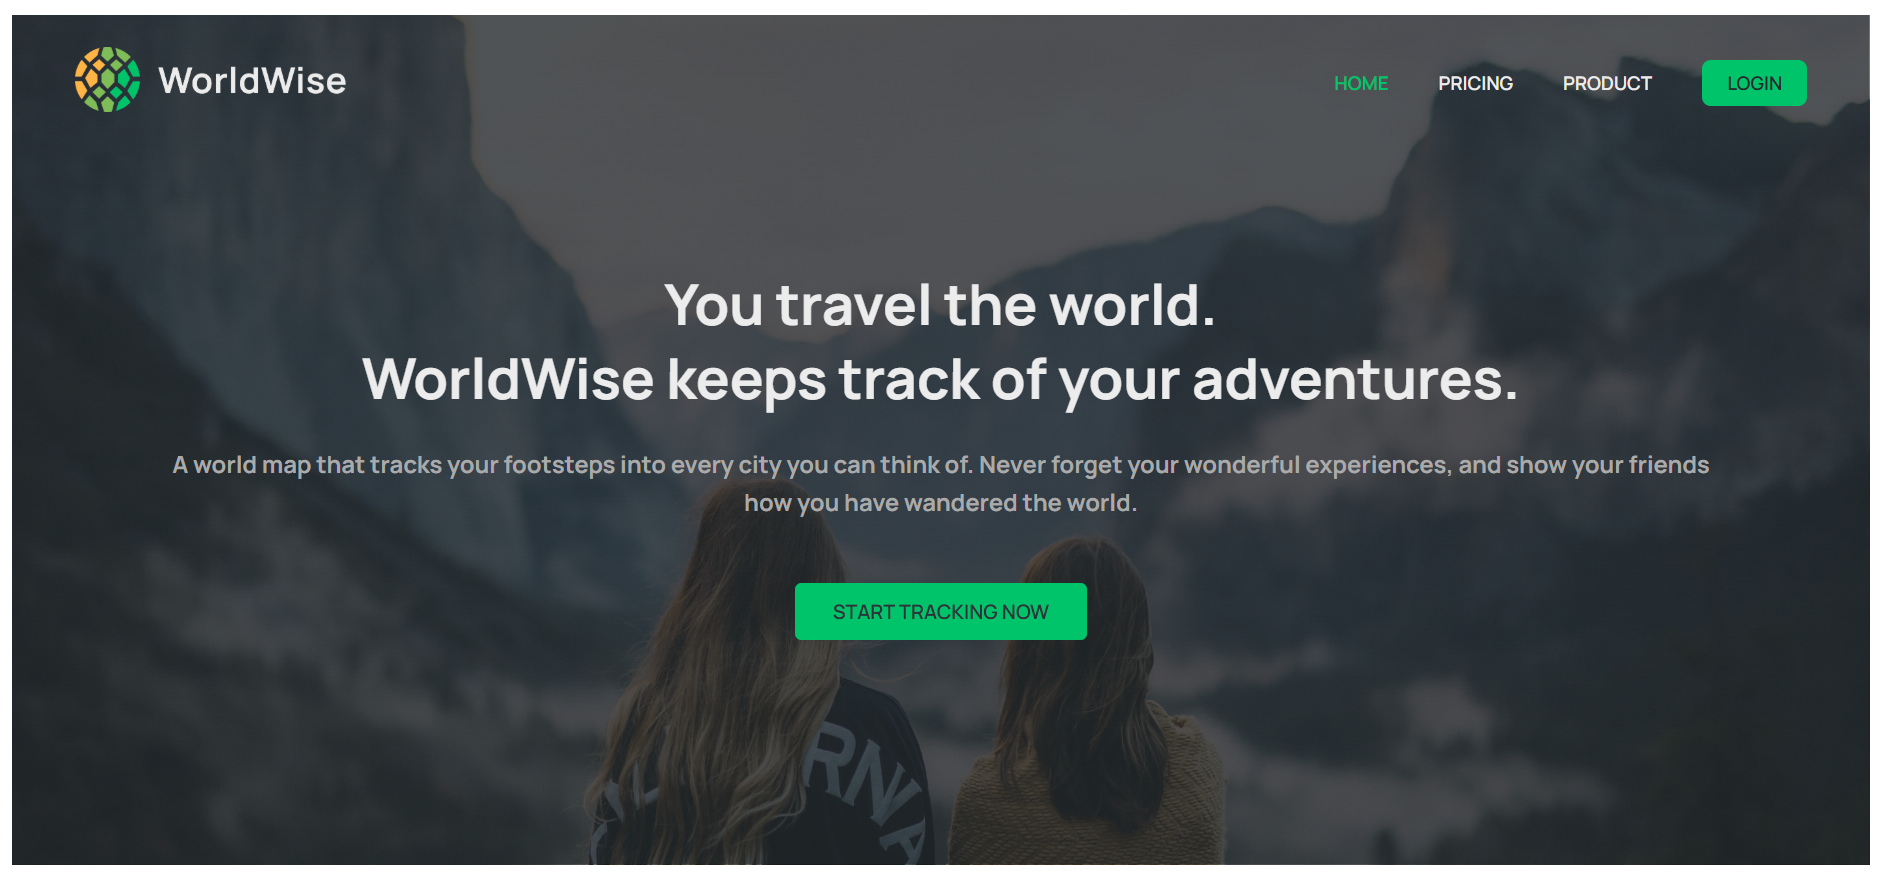 WorldWise
HOME
PRICING
PRODUCT
LOGIN
You travel the world.
WorldWise keeps track of your adventures.
A world map that tracks your footsteps into every city you can think of. Never forget your wonderful experiences, and show your friends
how you have wandered the world.
START TRACKING NOW
RNA